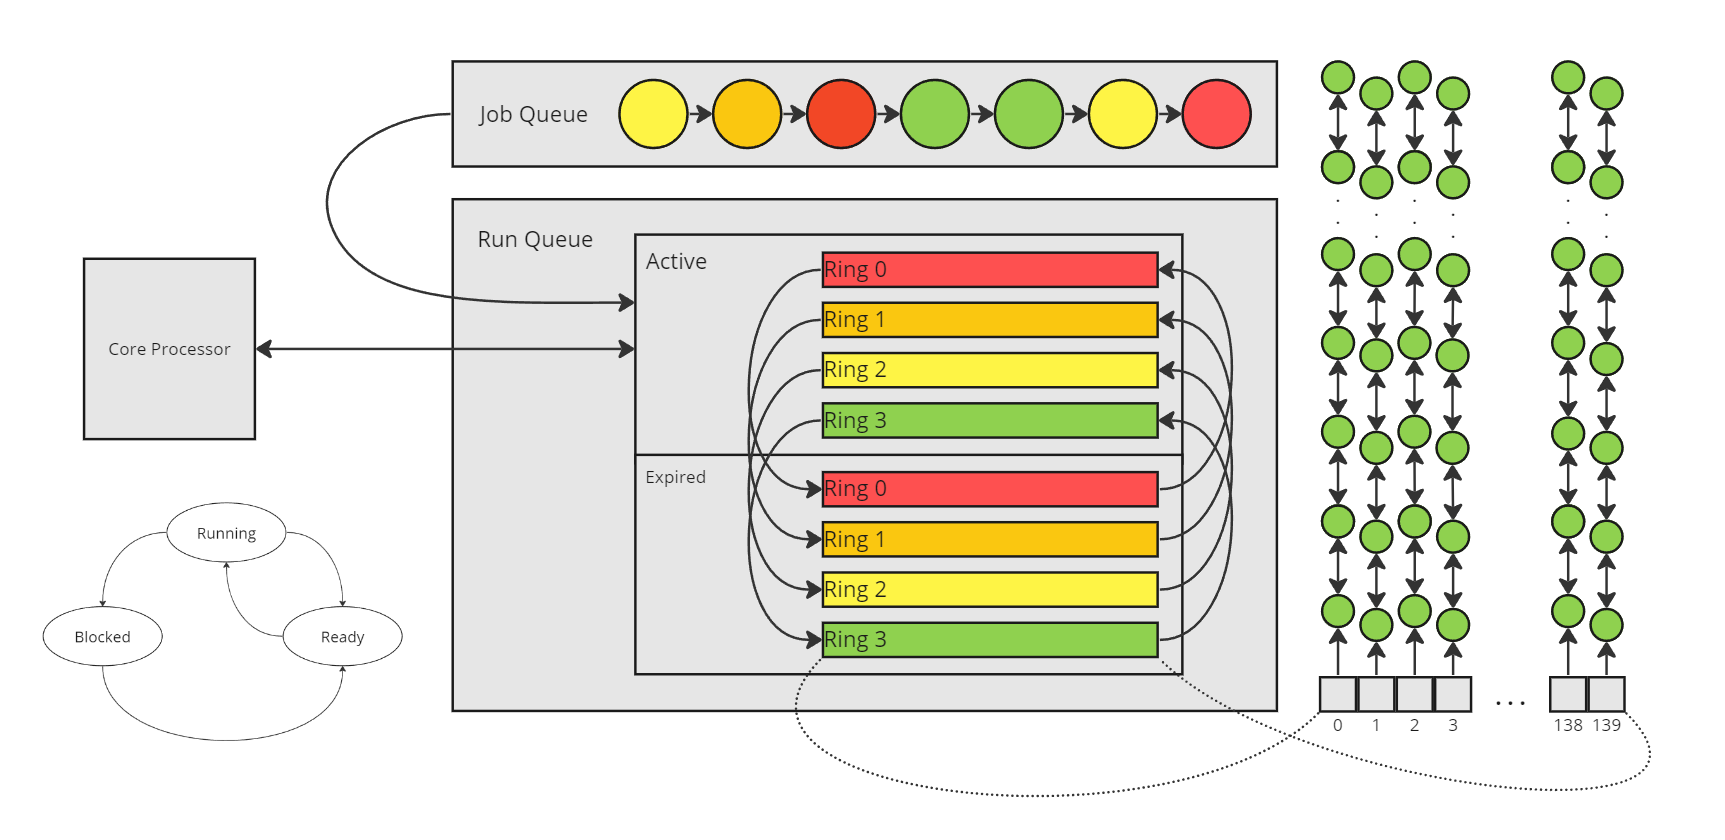 Job Queue
Run Queue
Active
Ring 0
Ring 1
Ring 2
Ring 3
Expired
Ring 0
Ring 1
Ring 2
Ring 3
Core Processor
Running
Blocked
Ready
...
0 1 2 3 138 139